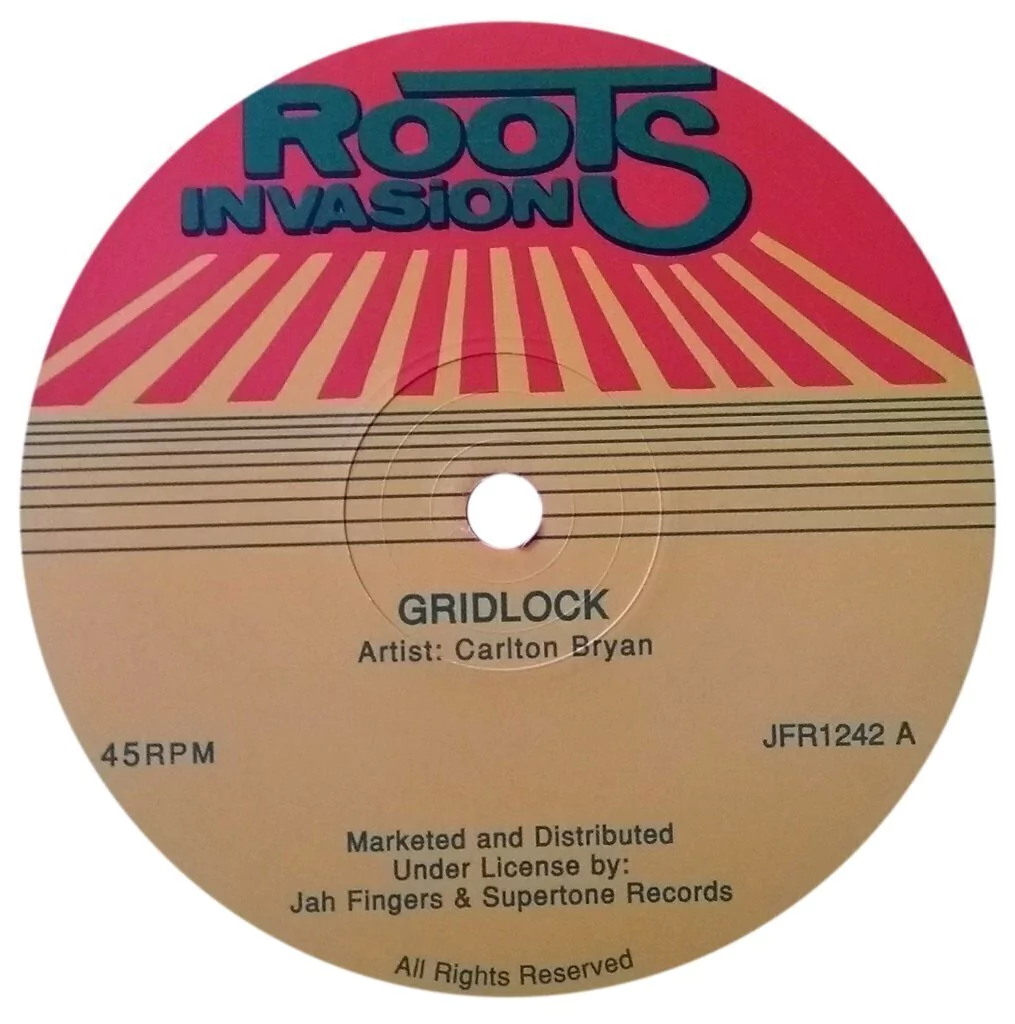 ROOTS
INVASiON
GRIDLOCK
Artist: Carlton Bryan
45RPM
JFR1242 A
Marketed and Distributed
Under License by:
Jah Fingers & Supertone Records
All Rights Reserved